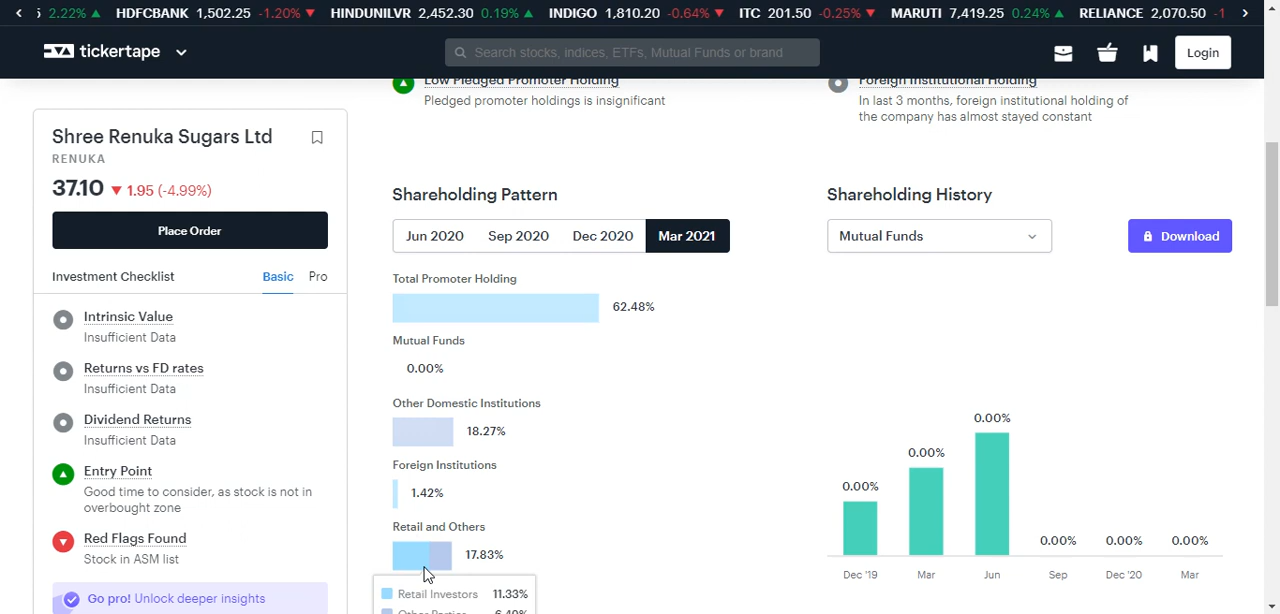 5 2.22% HDFCBANK 1,502.25 -1.20% HINDUNILVR 2,452.30 0.19% INDIGO 1,810.20 -0.64% ITC 201.50 -0.25% MARUTI 7,419.25 0.24% RELIANCE 2,070.50 -1
tickertape Search stocks, indices, ETFs, Mutual Funds or brand Login
Low Pledged Promoter Holding
Pledged promoter holdings is insignificant
Foreign Institutional Holding
In last 3 months, foreign institutional holding of
the company has almost stayed constant
Shree Renuka Sugars Ltd
RENUKA
37.10 1.95 (-4.99%)
Place Order
Investment Checklist Basic Pro
Intrinsic Value
Insufficient Data
Returns vs FD rates
Insufficient Data
Dividend Returns
Insufficient Data
Entry Point
Good time to consider, as stock is not in
overbought zone
Red Flags Found
Stock in ASM list
Go pro! Unlock deeper insights
Shareholding Pattern
Jun 2020 Sep 2020 Dec 2020 Mar 2021
Total Promoter Holding
62.48%
Mutual Funds
0.00%
Other Domestic Institutions
18.27%
Foreign Institutions
1.42%
Retail and Others
17.83%
Retail Investors 11.33%
Other Parties 6.49%
Shareholding History
Mutual Funds Download
0.00% 0.00% 0.00% 0.00% 0.00% 0.00%
Dec '19 Mar Jun Sep Dec '20 Mar